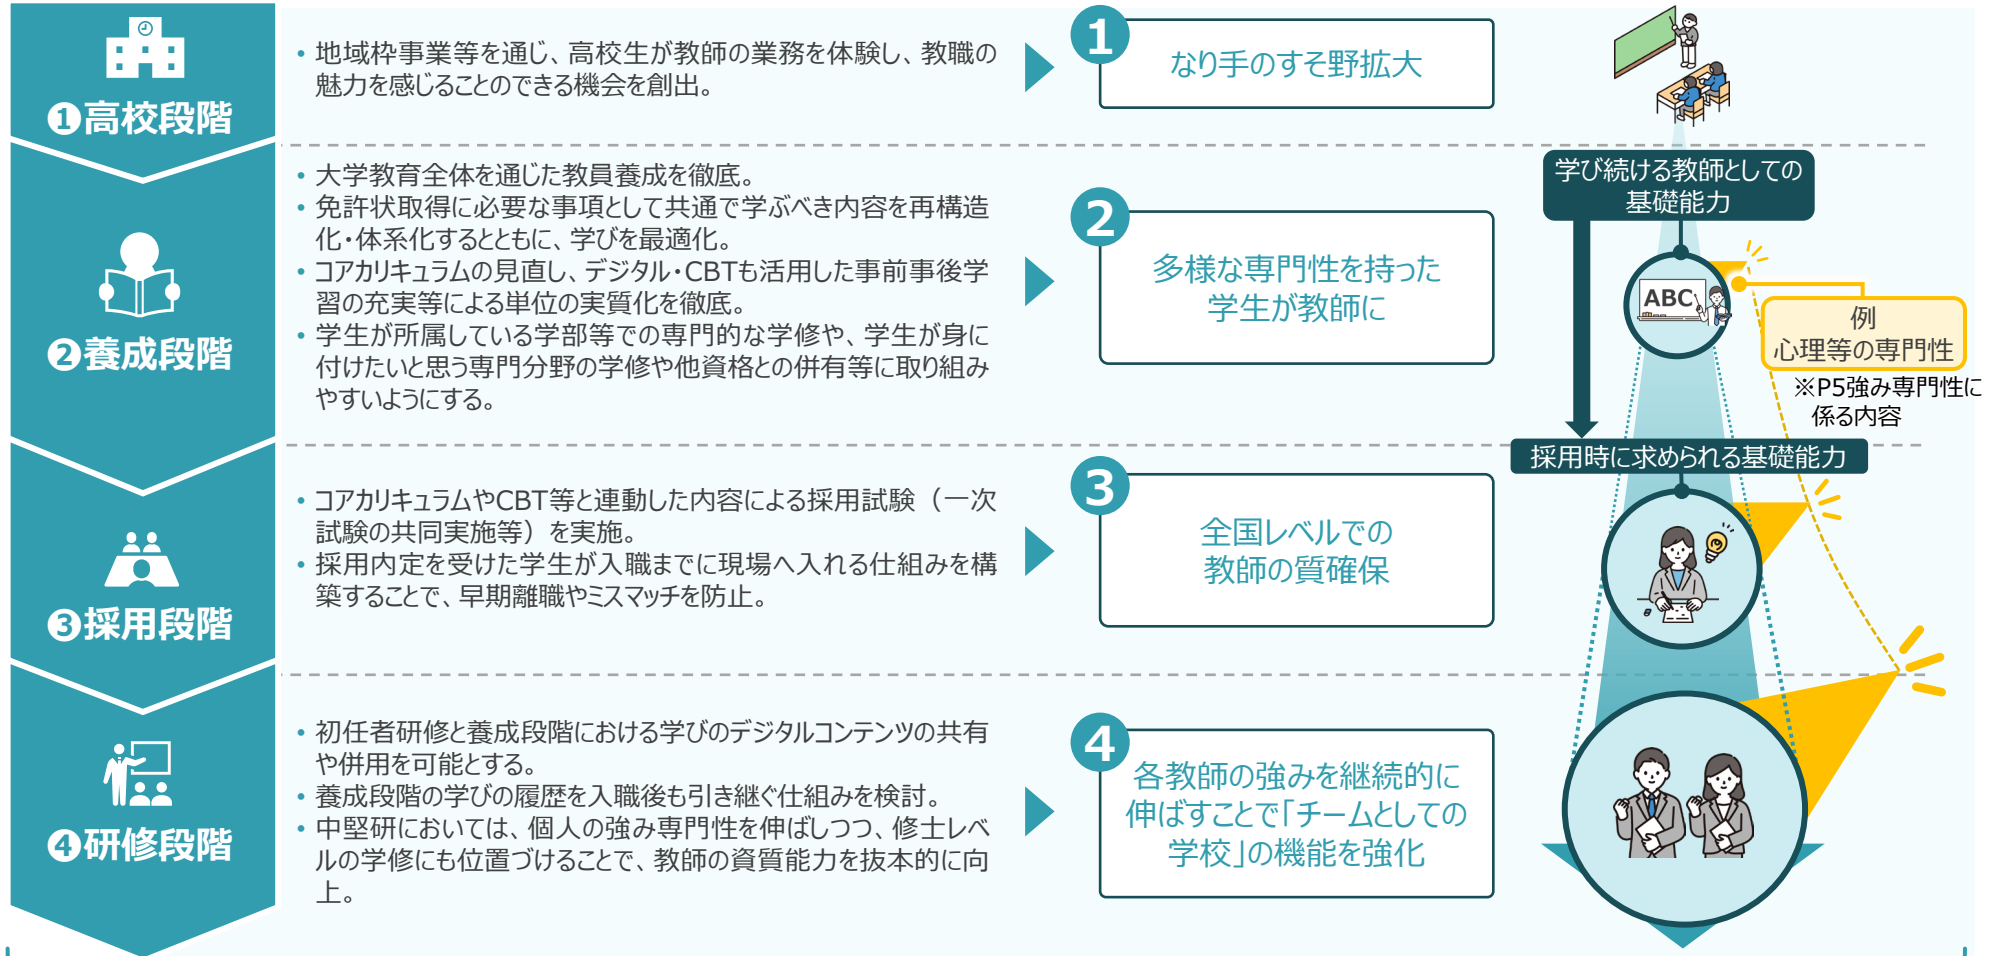 ❶高校段階
• 地域枠事業等を通じ、高校生が教師の業務を体験し、教職の
魅力を感じることのできる機会を創出。
1
なり手のすそ野拡大
❷養成段階
• 大学教育全体を通じた教員養成を徹底。
• 免許状取得に必要な事項として共通で学ぶべき内容を再構造
化・体系化するとともに、学びを最適化。
• コアカリキュラムの見直し、デジタル・CBTも活用した事前事後学
習の充実等による単位の実質化を徹底。
• 学生が所属している学部等での専門的な学修や、学生が身に
付けたいと思う専門分野の学修や他資格との併有等に取り組み
やすいようにする。
2
多様な専門性を持った
学生が教師に
学び続ける教師としての
基礎能力
ABC
例
心理等の専門性
※P5強み専門性に
係る内容
❸採用段階
• コアカリキュラムやCBT等と連動した内容による採用試験（一次
試験の共同実施等）を実施。
• 採用内定を受けた学生が入職までに現場へ入れる仕組みを構
築することで、早期離職やミスマッチを防止。
3
全国レベルでの
教師の質確保
採用時に求められる基礎能力
❹研修段階
• 初任者研修と養成段階における学びのデジタルコンテンツの共有
や併用を可能とする。
• 養成段階の学びの履歴を入職後も引き継ぐ仕組みを検討。
• 中堅研においては、個人の強み専門性を伸ばしつつ、修士レベ
ルの学修にも位置づけることで、教師の資質能力を抜本的に向
上。
4
各教師の強みを継続的に
伸ばすことで「チームとしての
学校」の機能を強化